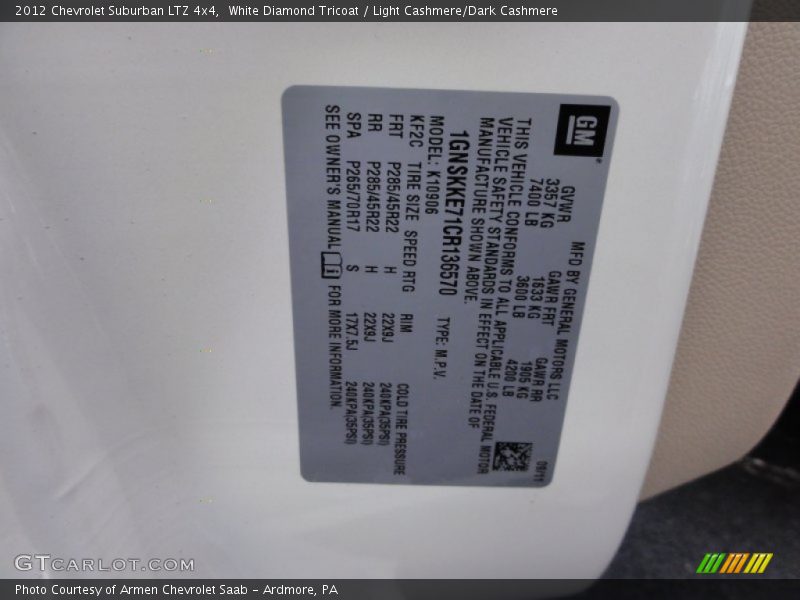 2012 Chevrolet Suburban LTZ 4x4,  White Diamond Tricoat / Light Cashmere/Dark Cashmere
GM
MFD BY GENERAL MOTORS LLC
09/11
GVWR GAWR FRT GAWR RR
3357 KG 1633 KG 1905 KG
7400 LB 3600 LB 4200 LB
THIS VEHICLE CONFORMS TO ALL APPLICABLE U.S. FEDERAL MOTOR
VEHICLE SAFETY STANDARDS IN EFFECT ON THE DATE OF
MANUFACTURE SHOWN ABOVE.
1GNSKKE71CR136570 TYPE: M.P.V.
MODEL: K10906
KF2C TIRE SIZE SPEED RTG RIM COLD TIRE PRESSURE
FRT P285/45R22 H 22X9J 240KPA(35PSI)
RR P285/45R22 H 22X9J 240KPA(35PSI)
SPA P265/70R17 S 17X7.5J 240KPA(35PSI)
SEE OWNER'S MANUAL FOR MORE INFORMATION.
GTCARLOT.COM
Photo Courtesy of Armen Chevrolet Saab - Ardmore, PA